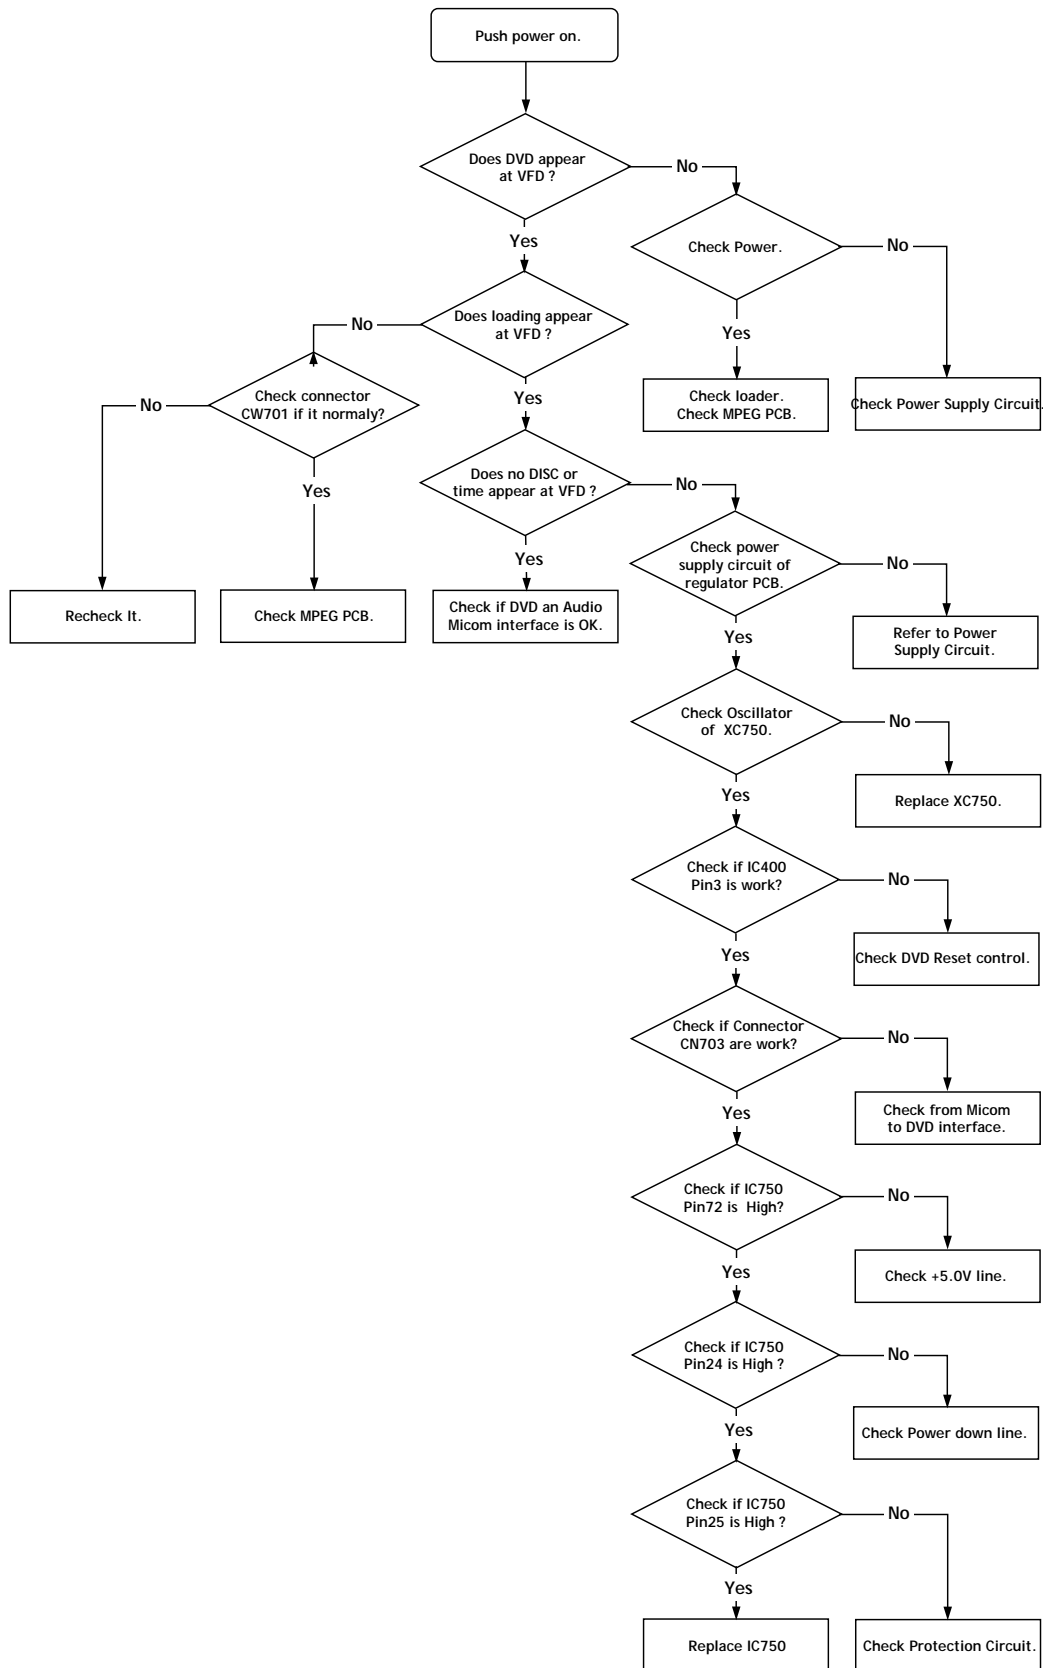 Push power on.
Does DVD appear
at VFD ?
No
Yes
Check Power.
No
Does loading appear
at VFD ?
No
Yes
Check connector
CW701 if it normaly?
No
Yes
Check loader.
Check MPEG PCB.
Check Power Supply Circuit.
Yes
Does no DISC or
time appear at VFD ?
No
Yes
Check power
supply circuit of
regulator PCB.
No
Recheck It.
Check MPEG PCB.
Check if DVD an Audio
Micom interface is OK.
Refer to Power
Supply Circuit.
Yes
Check Oscillator
of XC750.
No
Replace XC750.
Yes
Check if IC400
Pin3 is work?
No
Check DVD Reset control.
Yes
Check if Connector
CN703 are work?
No
Check from Micom
to DVD interface.
Yes
Check if IC750
Pin72 is High?
No
Check +5.0V line.
Yes
Check if IC750
Pin24 is High ?
No
Check Power down line.
Yes
Check if IC750
Pin25 is High ?
No
Yes
Replace IC750
Check Protection Circuit.